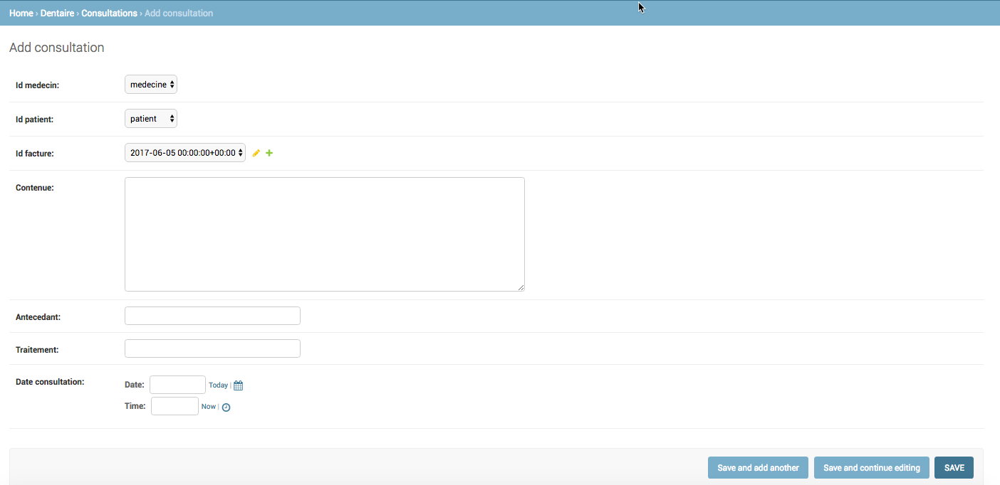 Home › Dentaire › Consultations › Add consultation
Add consultation
Id medecin: medecine
Id patient: patient
Id facture: 2017-06-05 00:00:00+00:00
Contenue:
Antecedant:
Traitement:
Date consultation: Date: Today |
Time: Now |
Save and add another Save and continue editing SAVE